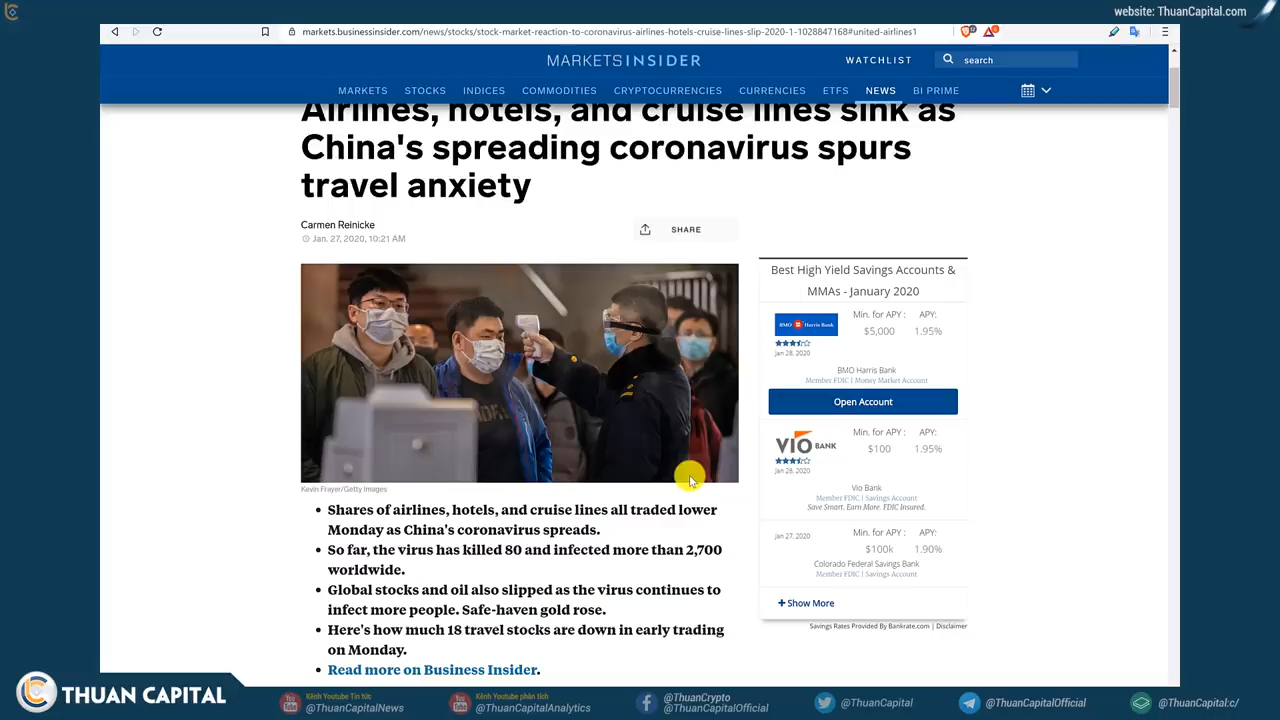 website: ThuanCapital.com
markets.businessinsider.com/news/stocks/stock-market-reaction-to-coronavirus-airlines-hotels-cruise-lines-slip-2020-1-1028847168#united-airlines1
MARKETS INSIDER
WATCHLIST
search
MARKETS STOCKS INDICES COMMODITIES CRYPTOCURRENCIES CURRENCIES ETFS NEWS BI PRIME
Airlines, hotels, and cruise lines sink as
China's spreading coronavirus spurs
travel anxiety
Carmen Reinicke
Jan. 27, 2020, 10:21 AM
SHARE
Kevin Frayer/Getty Images
• Shares of airlines, hotels, and cruise lines all traded lower
Monday as China's coronavirus spreads.
• So far, the virus has killed 80 and infected more than 2,700
worldwide.
• Global stocks and oil also slipped as the virus continues to
infect more people. Safe-haven gold rose.
• Here's how much 18 travel stocks are down in early trading
on Monday.
• Read more on Business Insider.
Best High Yield Savings Accounts &
MMAs - January 2020
BMO Harris Bank
Jan 28, 2020
Min. for APY : APY:
$5,000 1.95%
BMO Harris Bank
Member FDIC | Money Market Account
Open Account
VIO BANK
Jan 28, 2020
Min. for APY : APY:
$100 1.95%
Vio Bank
Member FDIC | Savings Account
Save Smart. Earn More. FDIC Insured.
Jan 27, 2020
Min. for APY : APY:
$100k 1.90%
Colorado Federal Savings Bank
Member FDIC | Savings Account
+ Show More
Savings Rates Provided By Bankrate.com | Disclaimer
THUAN CAPITAL
Kênh Youtube Tin tức
@ThuanCapitalNews
Kênh Youtube phân tích
@ThuanCapitalAnalytics
@ThuanCrypto
@ThuanCapitalOfficial
@ThuanCapital
@ThuanCapitalOfficial
@ThuanCapital:c/